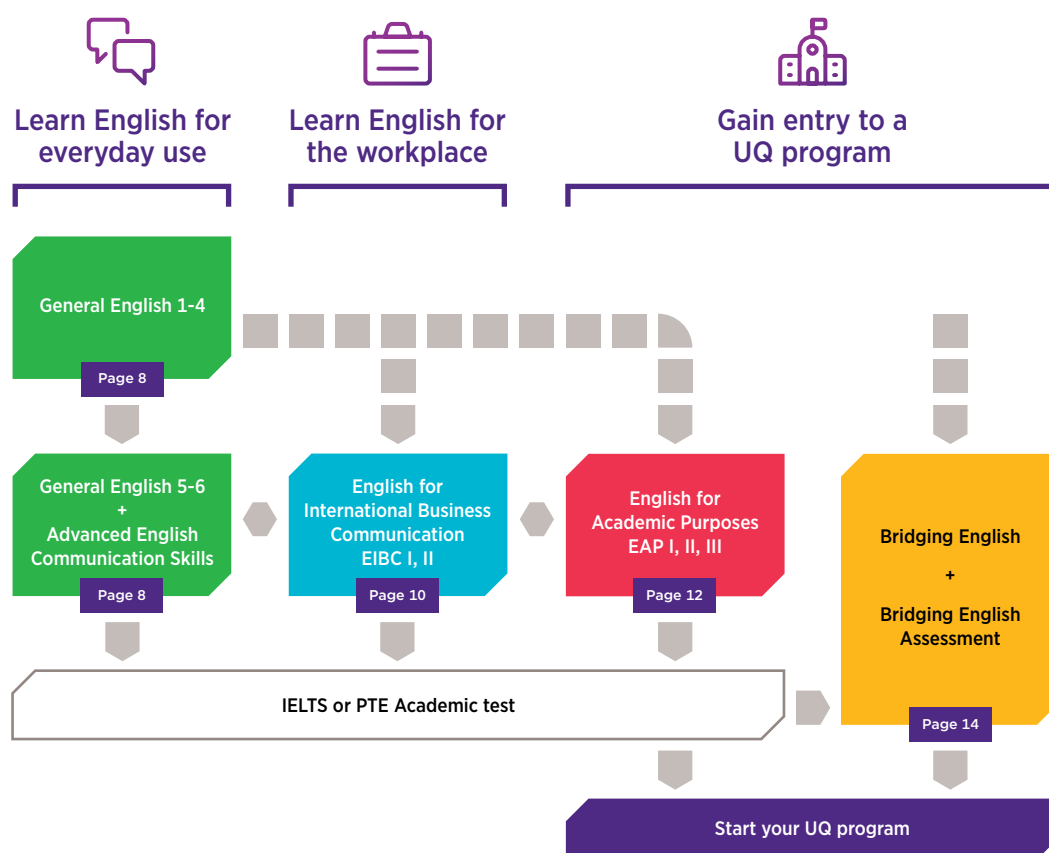 Learn English for
everyday use
Learn English for
the workplace
Gain entry to a
UQ program
General English 1-4
Page 8
General English 5-6
+
Advanced English
Communication Skills
Page 8
English for
International Business
Communication
EIBC I, II
Page 10
English for
Academic Purposes
EAP I, II, III
Page 12
Bridging English
+
Bridging English
Assessment
Page 14
IELTS or PTE Academic test
Start your UQ program